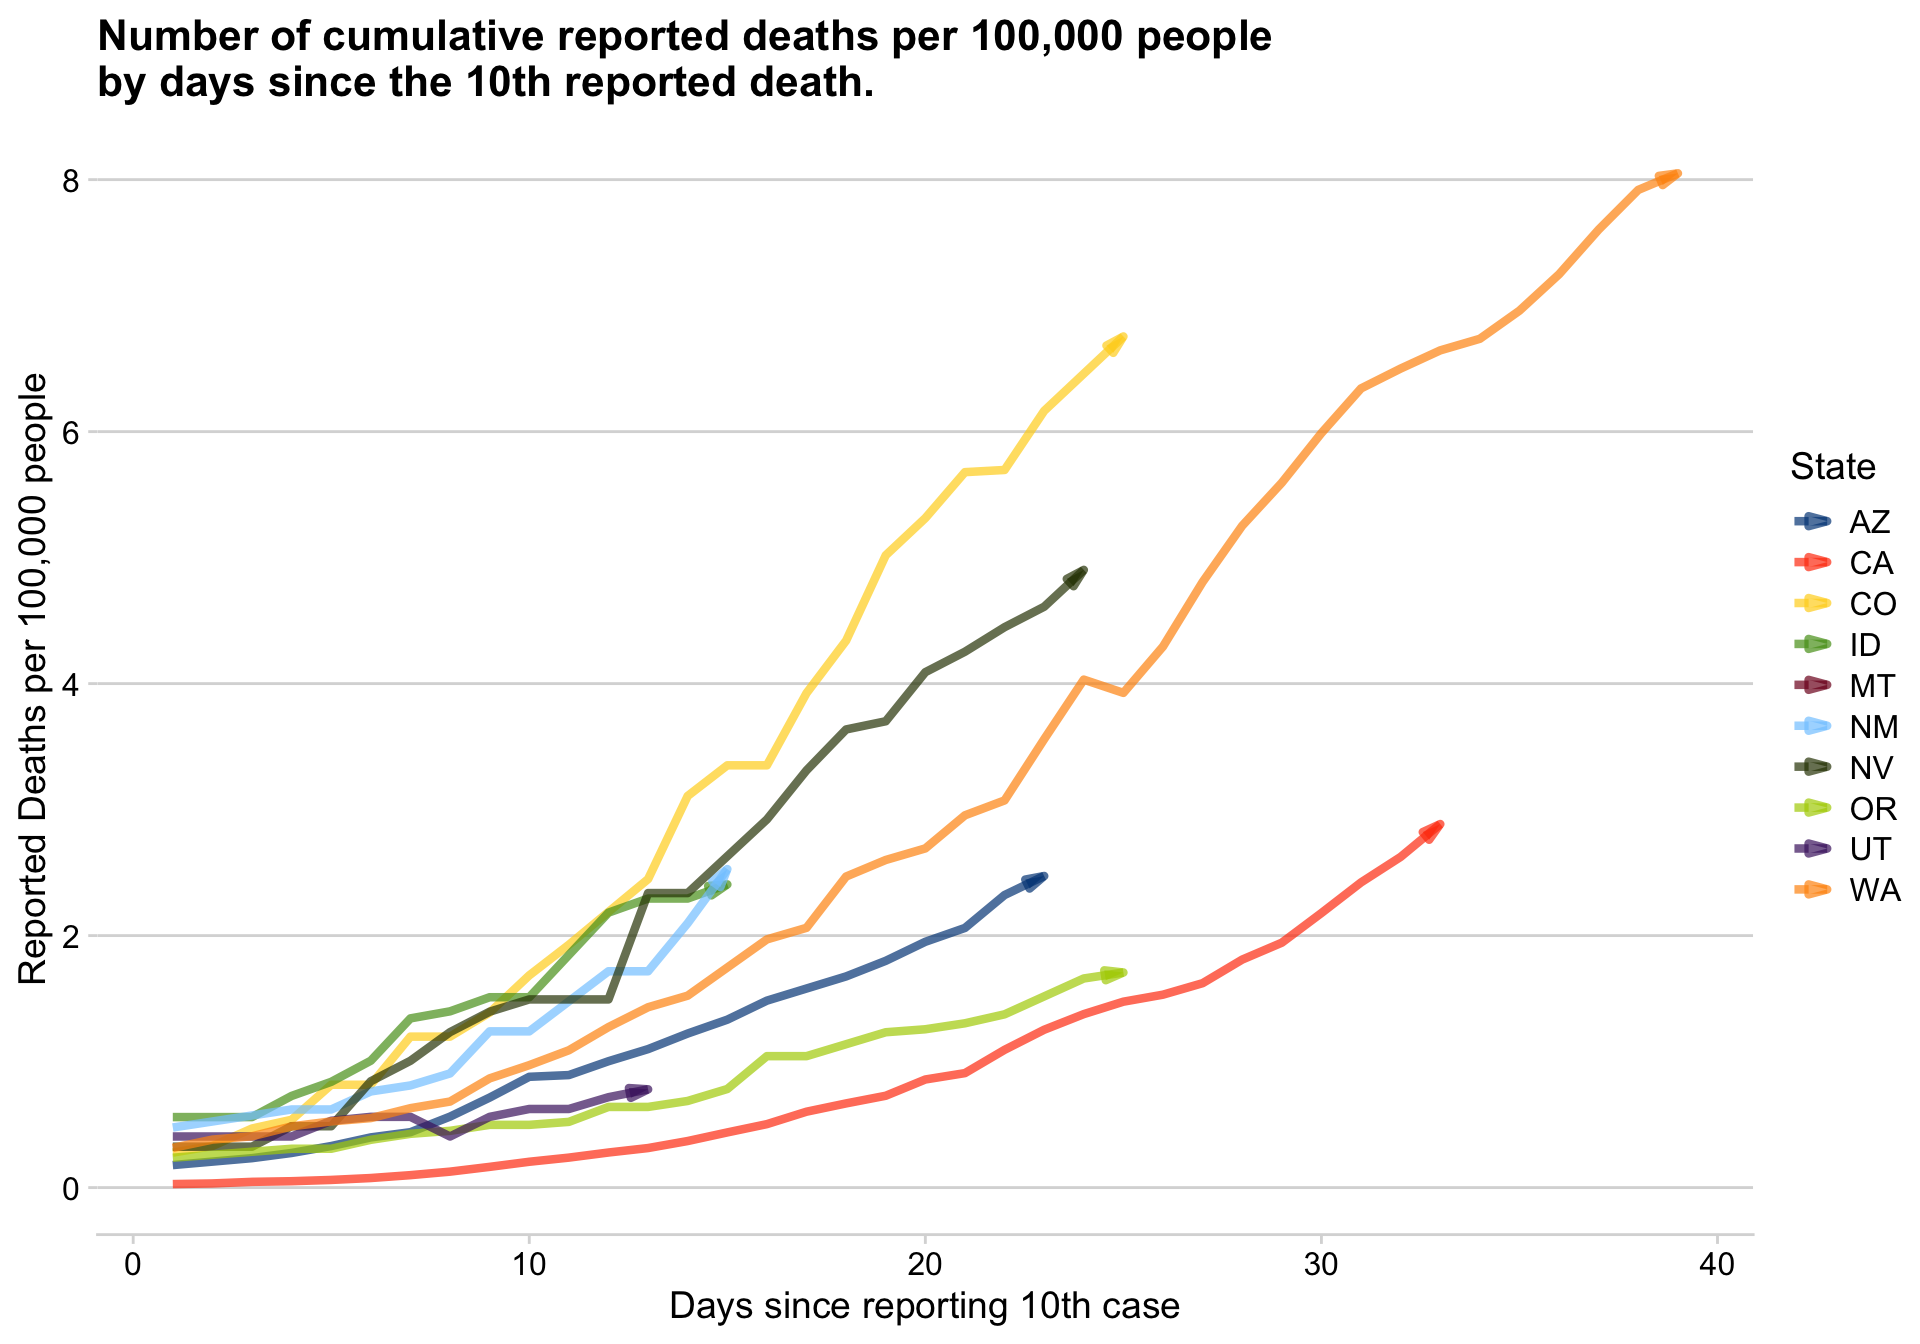 Number of cumulative reported deaths per 100,000 people
by days since the 10th reported death.
Reported Deaths per 100,000 people
8
6
4
2
0
0
10
20
30
40
Days since reporting 10th case
State
AZ
CA
CO
ID
MT
NM
NV
OR
UT
WA